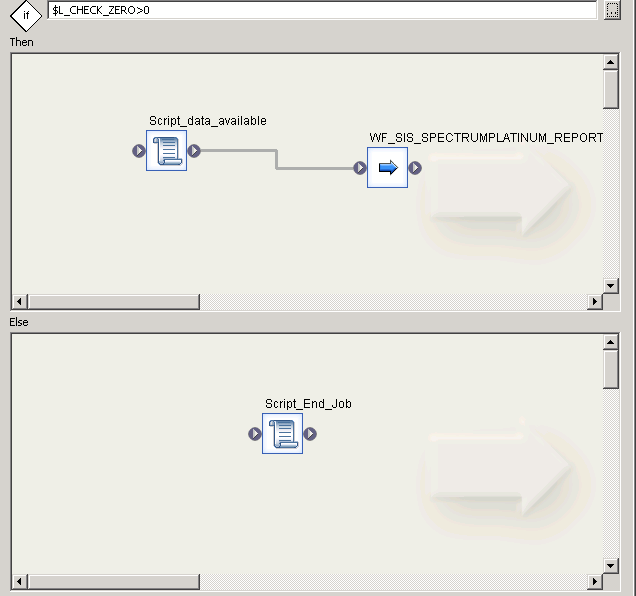 if
$L_CHECK_ZERO>0
...
Then
Script_data_available
WF_SIS_SPECTRUMPLATINUM_REPORT
Else
Script_End_Job